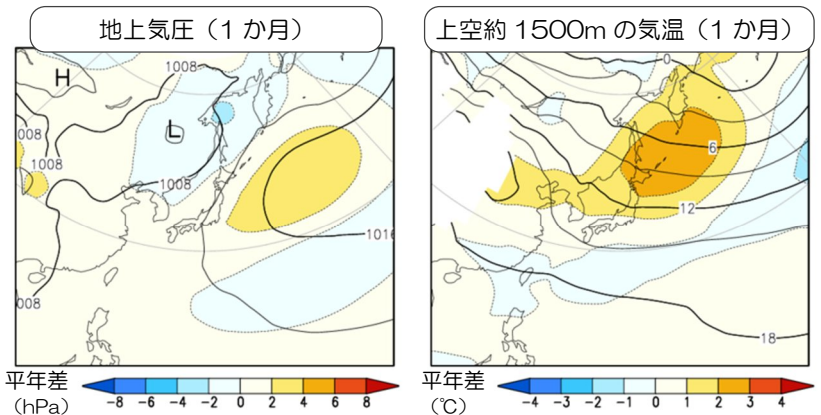 地上気圧（1か月）
上空約1500mの気温（1か月）
H
1008
L
008
1008
1008
1016
008
0
6
12
18
平年差
(hPa)
-8 -6 -4 -2 0 2 4 6 8
平年差
(℃)
-4 -3 -2 -1 0 1 2 3 4